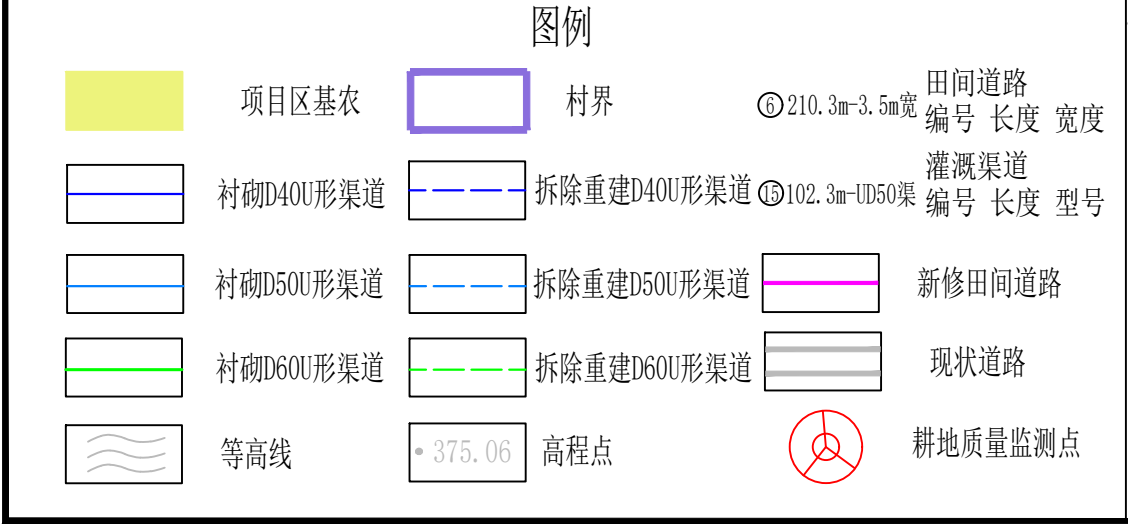 图例
项目区基农
村界
⑥210.3m-3.5m宽
田间道路
编号 长度 宽度
衬砌D40U形渠道
拆除重建D40U形渠道
⑮102.3m-UD50渠
灌溉渠道
编号 长度 型号
衬砌D50U形渠道
拆除重建D50U形渠道
新修田间道路
衬砌D60U形渠道
拆除重建D60U形渠道
现状道路
等高线
375.06
高程点
耕地质量监测点